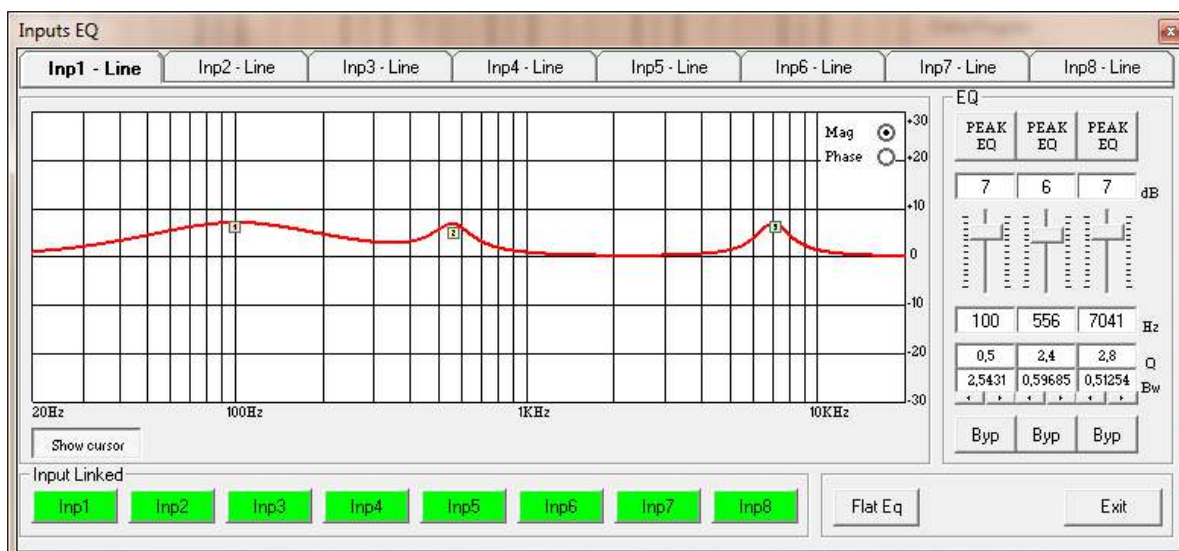 Inputs EQ
Inp1 - Line Inp2 - Line Inp3 - Line Inp4 - Line Inp5 - Line Inp6 - Line Inp7 - Line Inp8 - Line
Mag
Phase
+30
+20
+10
0
-10
-20
-30
1
2
3
20Hz 100Hz 1KHz 10KHz
Show cursor
EQ
PEAK EQ PEAK EQ PEAK EQ
7 6 7 dB
100 556 7041 Hz
0,5 2,4 2,8 Q
2,5431 0,59685 0,51254 Bw
Byp Byp Byp
Input Linked
Inp1 Inp2 Inp3 Inp4 Inp5 Inp6 Inp7 Inp8
Flat Eq Exit